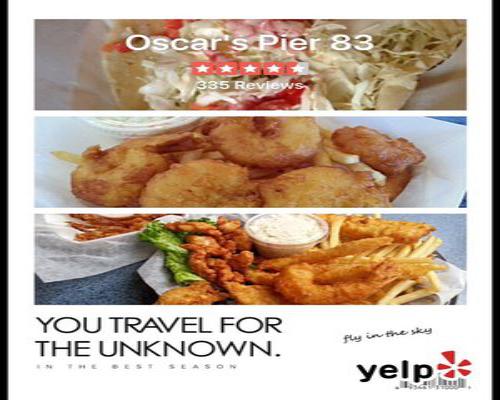 Oscar's Pier 83
335 Reviews
YOU TRAVEL FOR
THE UNKNOWN.
IN THE BEST SEASON
fly in the sky
yelp